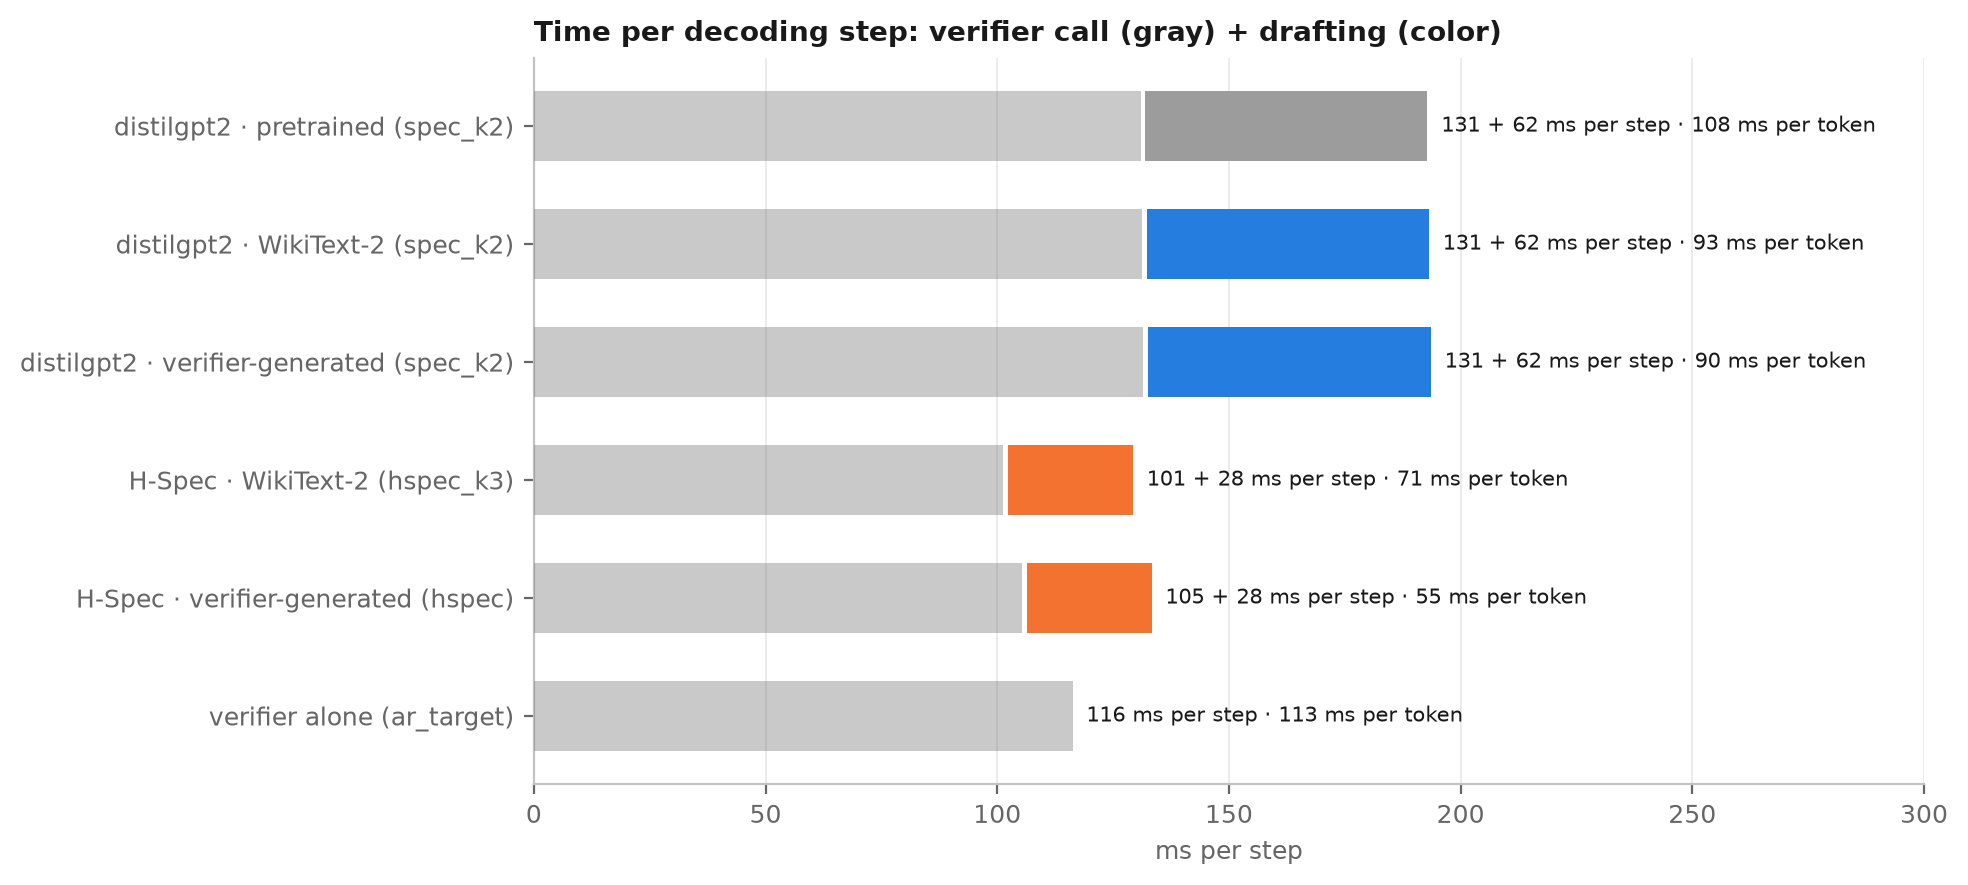 Time per decoding step: verifier call (gray) + drafting (color)
distilgpt2 · pretrained (spec_k2)
131 + 62 ms per step · 108 ms per token
distilgpt2 · WikiText-2 (spec_k2)
131 + 62 ms per step · 93 ms per token
distilgpt2 · verifier-generated (spec_k2)
131 + 62 ms per step · 90 ms per token
H-Spec · WikiText-2 (hspec_k3)
101 + 28 ms per step · 71 ms per token
H-Spec · verifier-generated (hspec)
105 + 28 ms per step · 55 ms per token
verifier alone (ar_target)
116 ms per step · 113 ms per token
0 50 100 150 200 250 300
ms per step